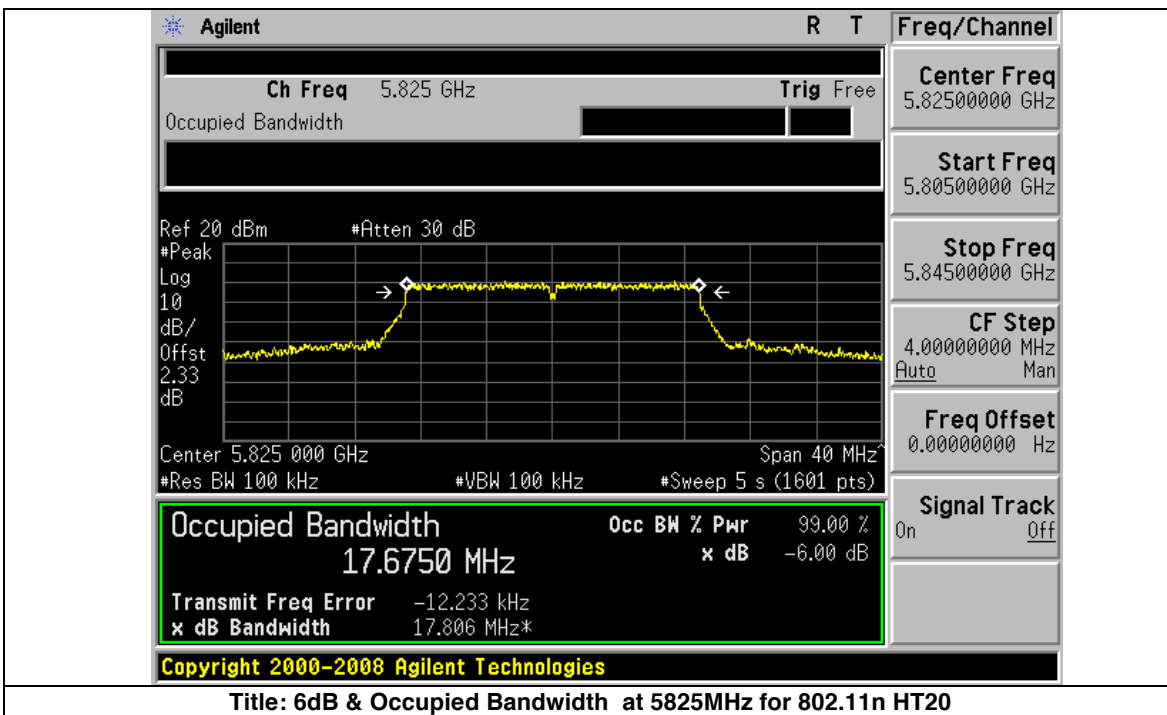 Agilent R T
Freq/Channel
Ch Freq 5.825 GHz Trig Free
Occupied Bandwidth
Center Freq
5.82500000 GHz
Start Freq
5.80500000 GHz
Stop Freq
5.84500000 GHz
CF Step
4.00000000 MHz
Auto Man
Freq Offset
0.00000000 Hz
Signal Track
On Off
Ref 20 dBm #Atten 30 dB
#Peak
Log
10
dB/
Offst
2.33
dB
Center 5.825 000 GHz Span 40 MHz^
#Res BW 100 kHz #VBW 100 kHz #Sweep 5 s (1601 pts)
Occupied Bandwidth Occ BW % Pwr 99.00 %
17.6750 MHz x dB -6.00 dB
Transmit Freq Error -12.233 kHz
x dB Bandwidth 17.806 MHz*
Copyright 2000-2008 Agilent Technologies
Title: 6dB & Occupied Bandwidth at 5825MHz for 802.11n HT20